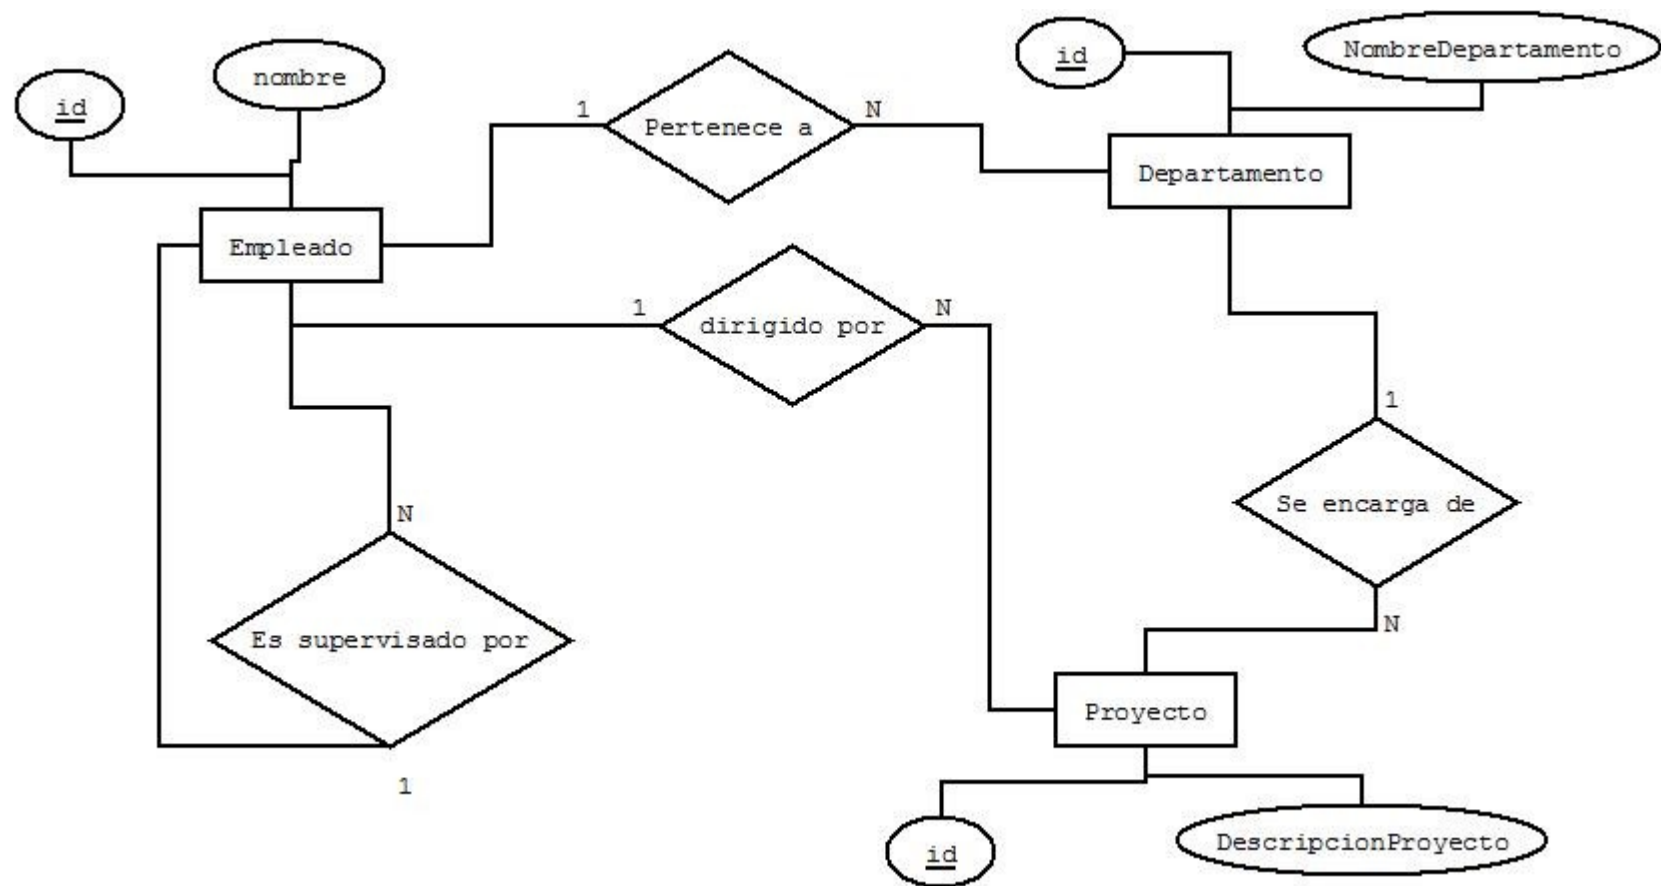 id
nombre
id
NombreDepartamento
1
Pertenece a
N
Departamento
Empleado
1
dirigido por
N
1
Se encarga de
N
N
Es supervisado por
1
Proyecto
id
DescripcionProyecto